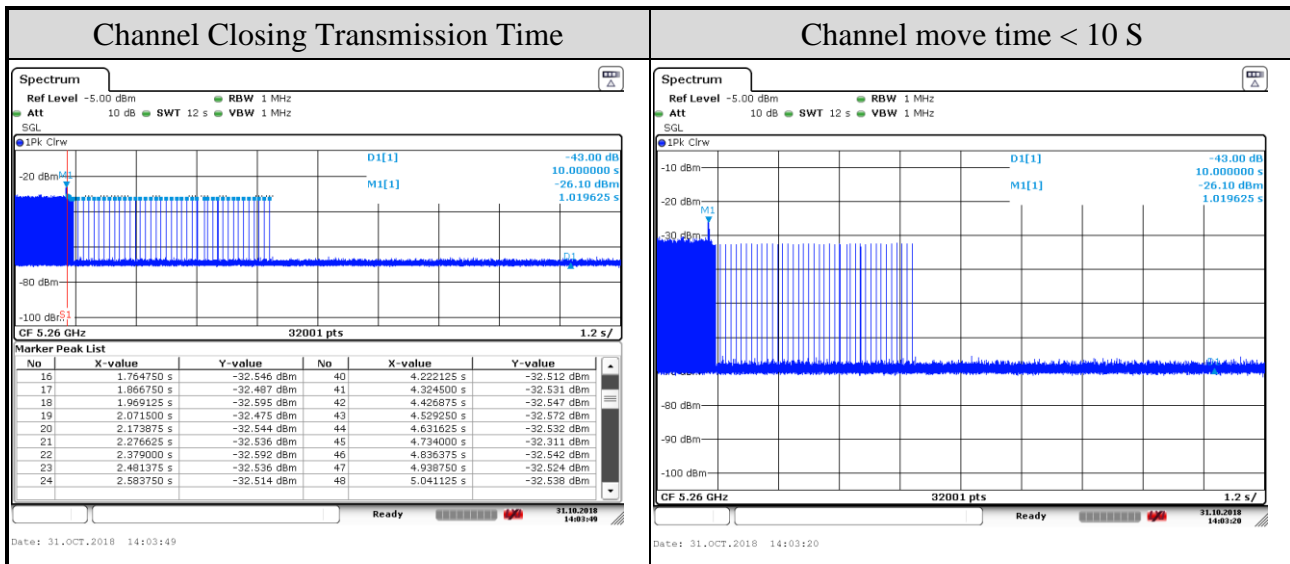 Channel Closing Transmission Time
Spectrum
Ref Level -5.00 dBm RBW 1 MHz
Att 10 dB SWT 12 s VBW 1 MHz
SGL
1Pk Clrw
D1[1] -43.00 dB
10.000000 s
M1[1] -26.10 dBm
1.019625 s
-20 dBm
M1
D1
-80 dBm
-100 dBm
S1
CF 5.26 GHz 32001 pts 1.2 s/
Marker Peak List
No X-value Y-value No X-value Y-value
16 1.764750 s -32.546 dBm 40 4.222125 s -32.512 dBm
17 1.866750 s -32.487 dBm 41 4.324500 s -32.531 dBm
18 1.969125 s -32.595 dBm 42 4.426875 s -32.547 dBm
19 2.071500 s -32.475 dBm 43 4.529250 s -32.572 dBm
20 2.173875 s -32.544 dBm 44 4.631625 s -32.532 dBm
21 2.276625 s -32.536 dBm 45 4.734000 s -32.311 dBm
22 2.379000 s -32.592 dBm 46 4.836375 s -32.542 dBm
23 2.481375 s -32.536 dBm 47 4.938750 s -32.524 dBm
24 2.583750 s -32.514 dBm 48 5.041125 s -32.538 dBm
Ready 31.10.2018
14:03:49
Date: 31.OCT.2018 14:03:49
Channel move time < 10 S
Spectrum
Ref Level -5.00 dBm RBW 1 MHz
Att 10 dB SWT 12 s VBW 1 MHz
SGL
1Pk Clrw
D1[1] -43.00 dB
10.000000 s
M1[1] -26.10 dBm
1.019625 s
-10 dBm
-20 dBm
M1
-30 dBm
-80 dBm
-90 dBm
-100 dBm
CF 5.26 GHz 32001 pts 1.2 s/
Ready 31.10.2018
14:03:20
Date: 31.OCT.2018 14:03:20